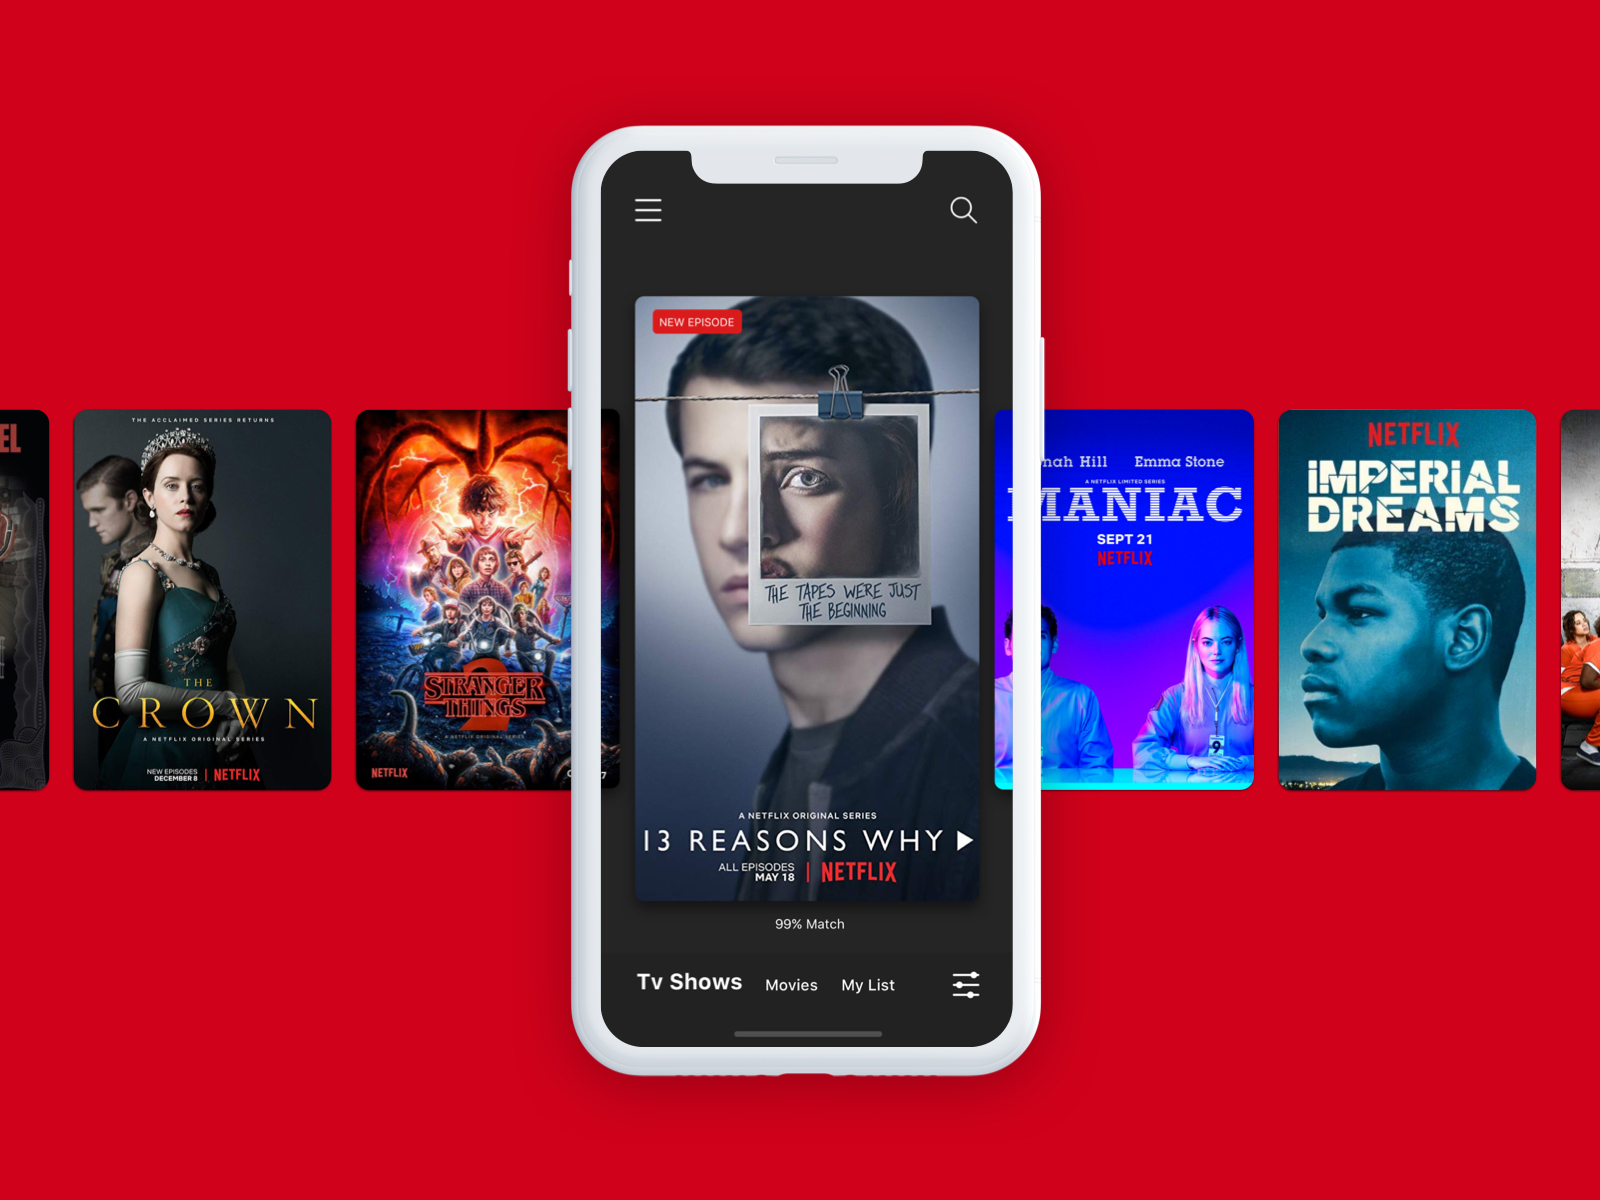 EL
THE ACCLAIMED SERIES RETURNS
THE
CROWN
A NETFLIX ORIGINAL SERIES
NEW EPISODES
DECEMBER 8 | NETFLIX
2
STRANGER
THINGS
A NETFLIX ORIGINAL SERIES
NETFLIX
7
NEW EPISODE
THE TAPES WERE JUST
THE BEGINNING
A NETFLIX ORIGINAL SERIES
13 REASONS WHY
ALL EPISODES
MAY 18 | NETFLIX
99% Match
Tv Shows Movies My List
nah Hill Emma Stone
A NETFLIX LIMITED SERIES
MANIAC
SEPT 21
NETFLIX
9
NETFLIX
IMPERIAL
DREAMS